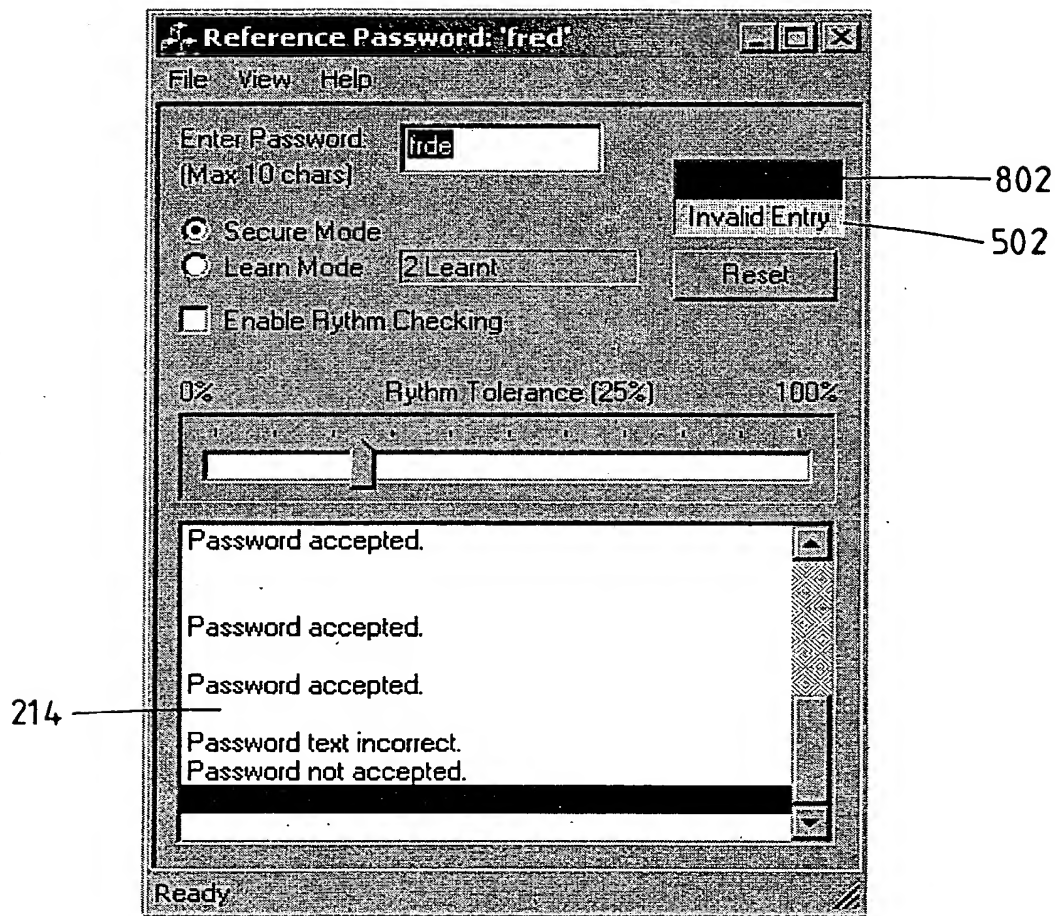 Reference Password: 'fred'
File View Help
Enter Password:
(Max 10 chars)
frde
802
Invalid Entry
502
Secure Mode
Learn Mode
2 Learnt
Reset
Enable Rythm Checking
0% Rythm Tolerance (25%) 100%
Password accepted.
Password accepted.
Password accepted.
214
Password text incorrect.
Password not accepted.
Ready